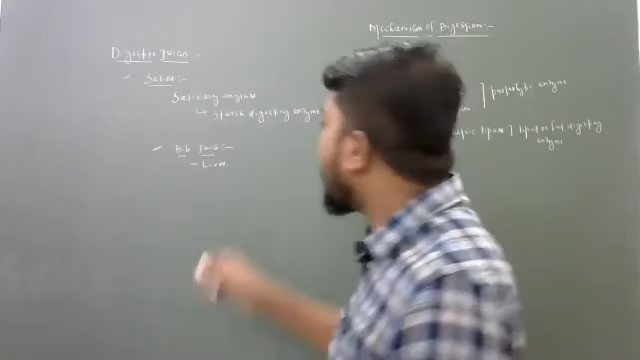 Mechanism of Digestion:-
Digestive Juices -
Saliva:-
Salivary amylase
↳ Starch digesting enzyme
] proteolytic enzyme
lipase ] lipid or fat digesting
enzyme
Bile Juice:-
- Liver